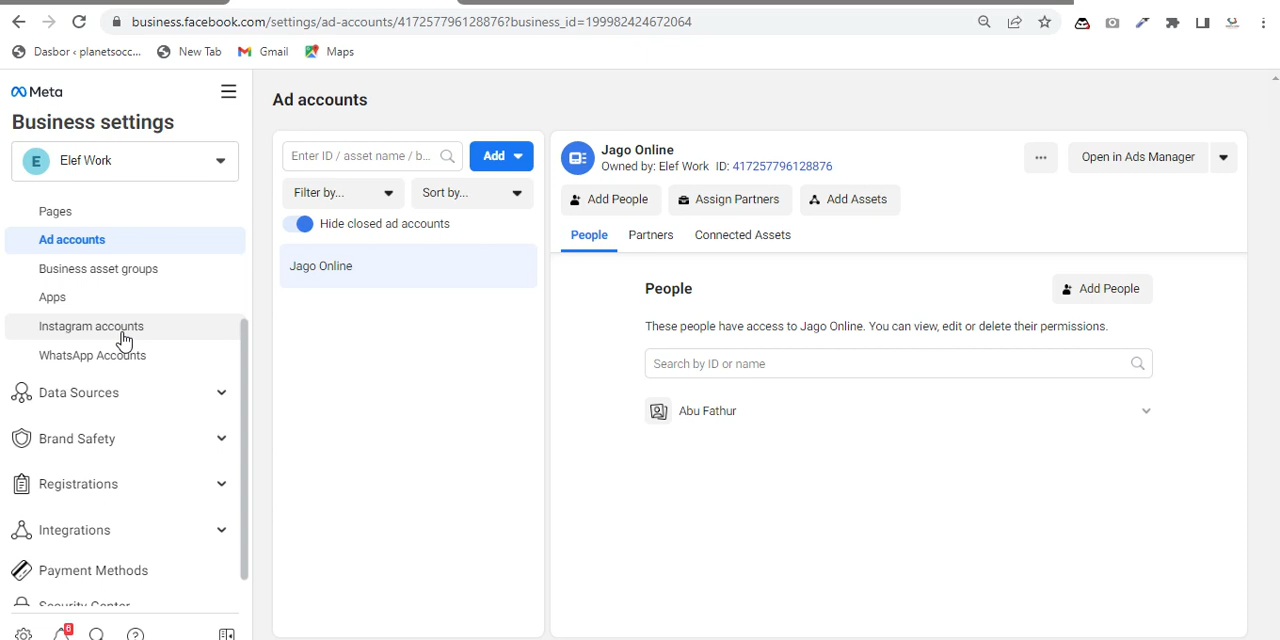 business.facebook.com/settings/ad-accounts/417257796128876?business_id=199982424672064
Dasbor ‹ planetsocc...
New Tab
Gmail
Maps
Meta
Business settings
E
Elef Work
Pages
Ad accounts
Business asset groups
Apps
Instagram accounts
WhatsApp Accounts
Data Sources
Brand Safety
Registrations
Integrations
Payment Methods
Security Center
6
Ad accounts
Enter ID / asset name / b...
Add
Filter by...
Sort by...
Hide closed ad accounts
Jago Online
Jago Online
Owned by: Elef Work ID: 417257796128876
Open in Ads Manager
Add People
Assign Partners
Add Assets
People
Partners
Connected Assets
People
Add People
These people have access to Jago Online. You can view, edit or delete their permissions.
Search by ID or name
Abu Fathur